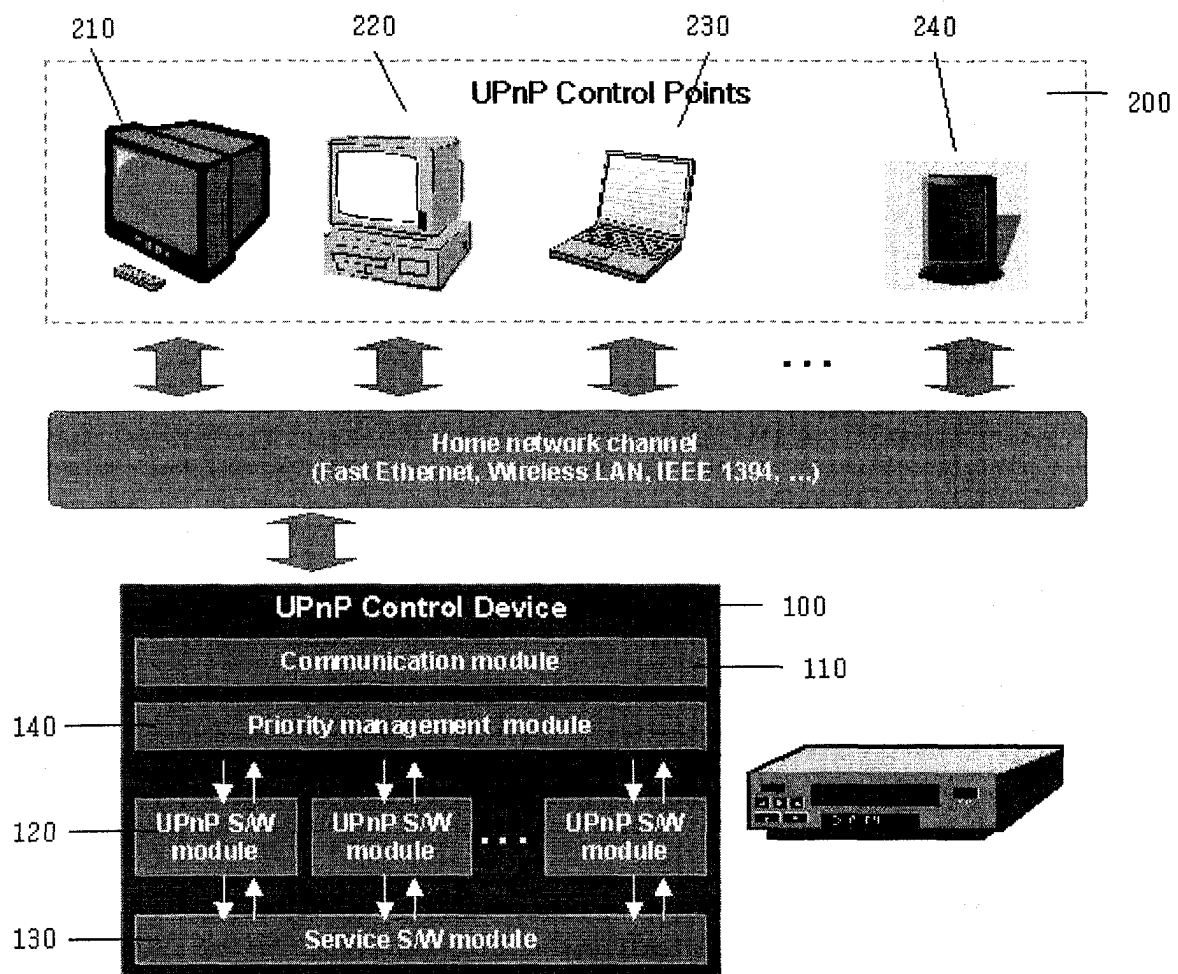 210 220 230 240
UPnP Control Points
200
...
Home network channel
(Fast Ethernet, Wireless LAN, IEEE 1394, ...)
UPnP Control Device
100
Communication module
110
140
Priority management module
120
UPnP S/W module
UPnP S/W module
...
UPnP S/W module
130
Service S/W module